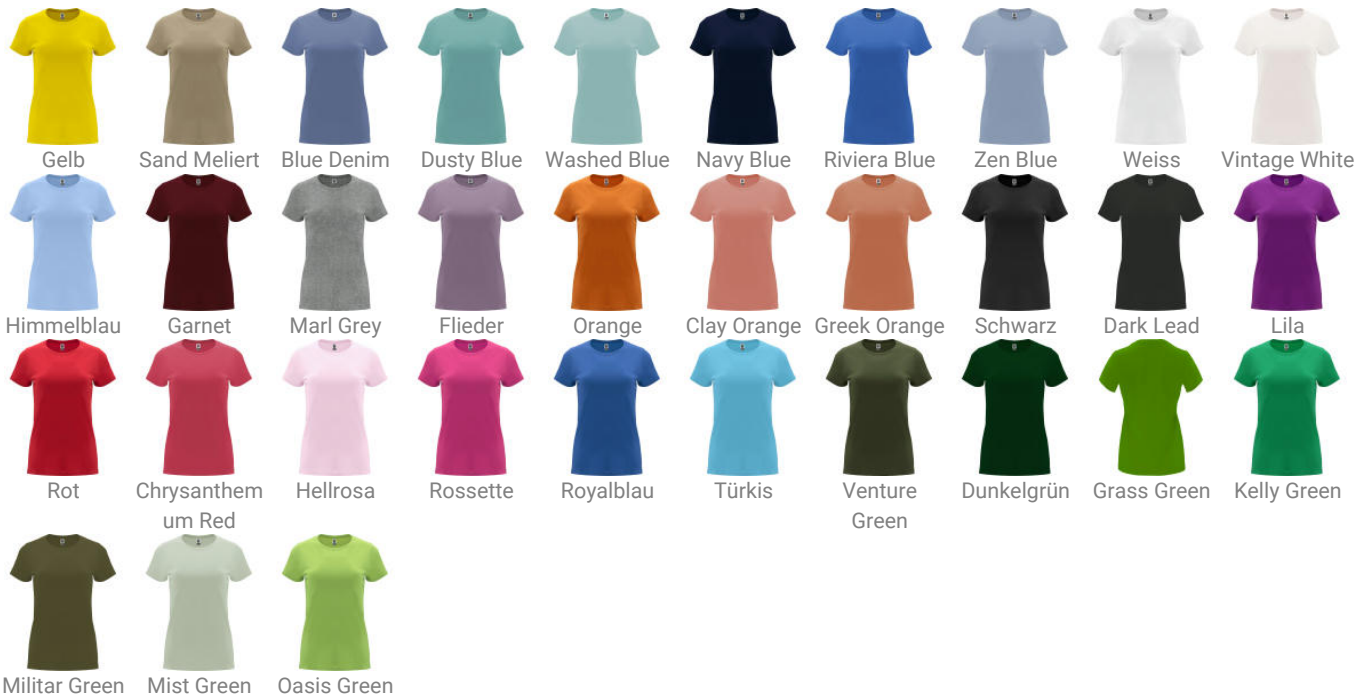 Gelb Sand Meliert Blue Denim Dusty Blue Washed Blue Navy Blue Riviera Blue Zen Blue Weiss Vintage White
Himmelblau Garnet Marl Grey Flieder Orange Clay Orange Greek Orange Schwarz Dark Lead Lila
Rot Chrysanthem Hellrosa Rossette Royalblau Türkis Venture Dunkelgrün Grass Green Kelly Green
um Red Green
Militar Green Mist Green Oasis Green